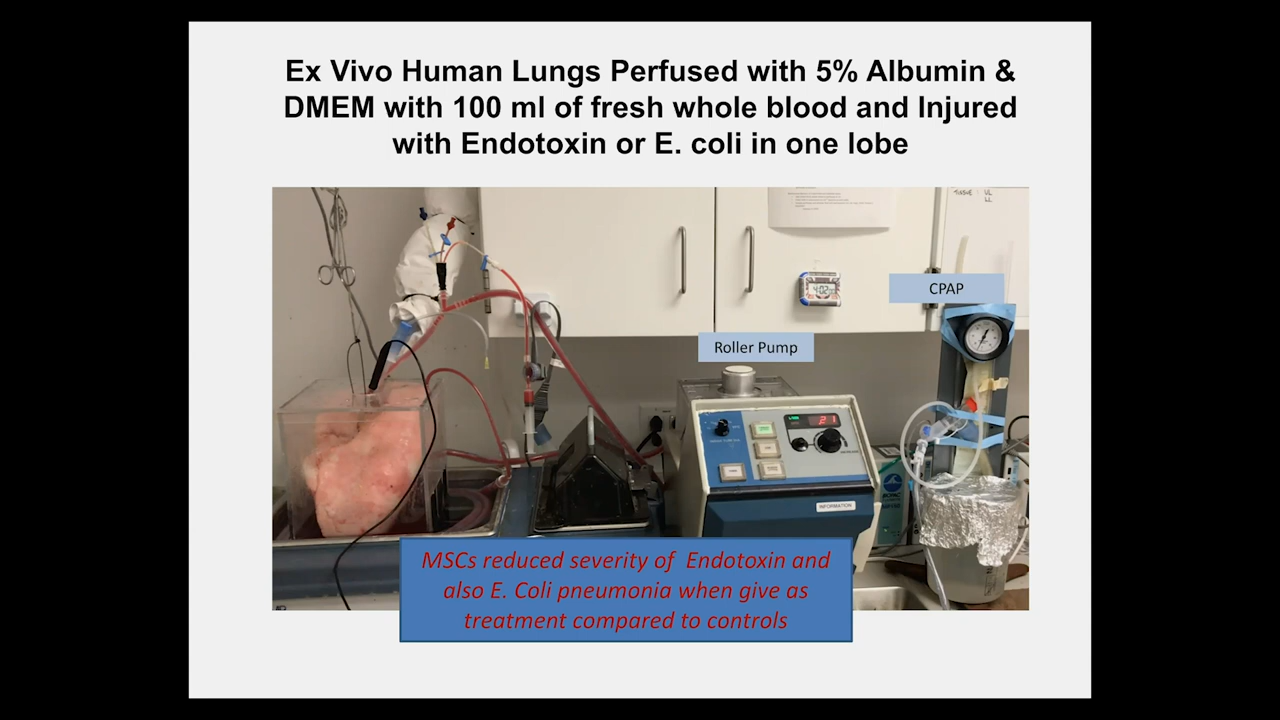 Ex Vivo Human Lungs Perfused with 5% Albumin &
DMEM with 100 ml of fresh whole blood and Injured
with Endotoxin or E. coli in one lobe
CPAP
Roller Pump
21
INFORMATION
MSCs reduced severity of Endotoxin and
also E. Coli pneumonia when give as
treatment compared to controls